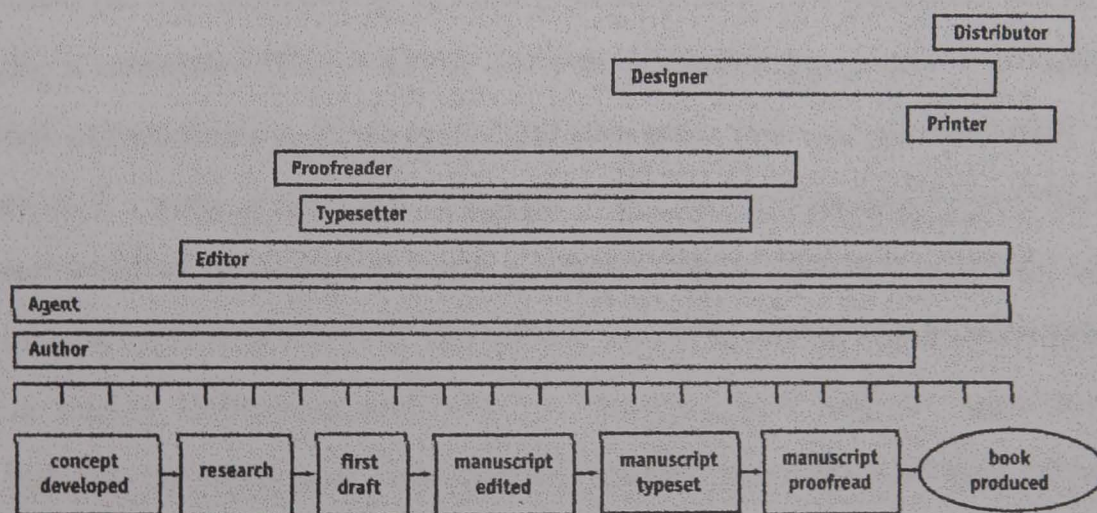 Distributor
Designer
Printer
Proofreader
Typesetter
Editor
Agent
Author
concept
developed
research
first
draft
manuscript
edited
manuscript
typeset
manuscript
proofread
book
produced